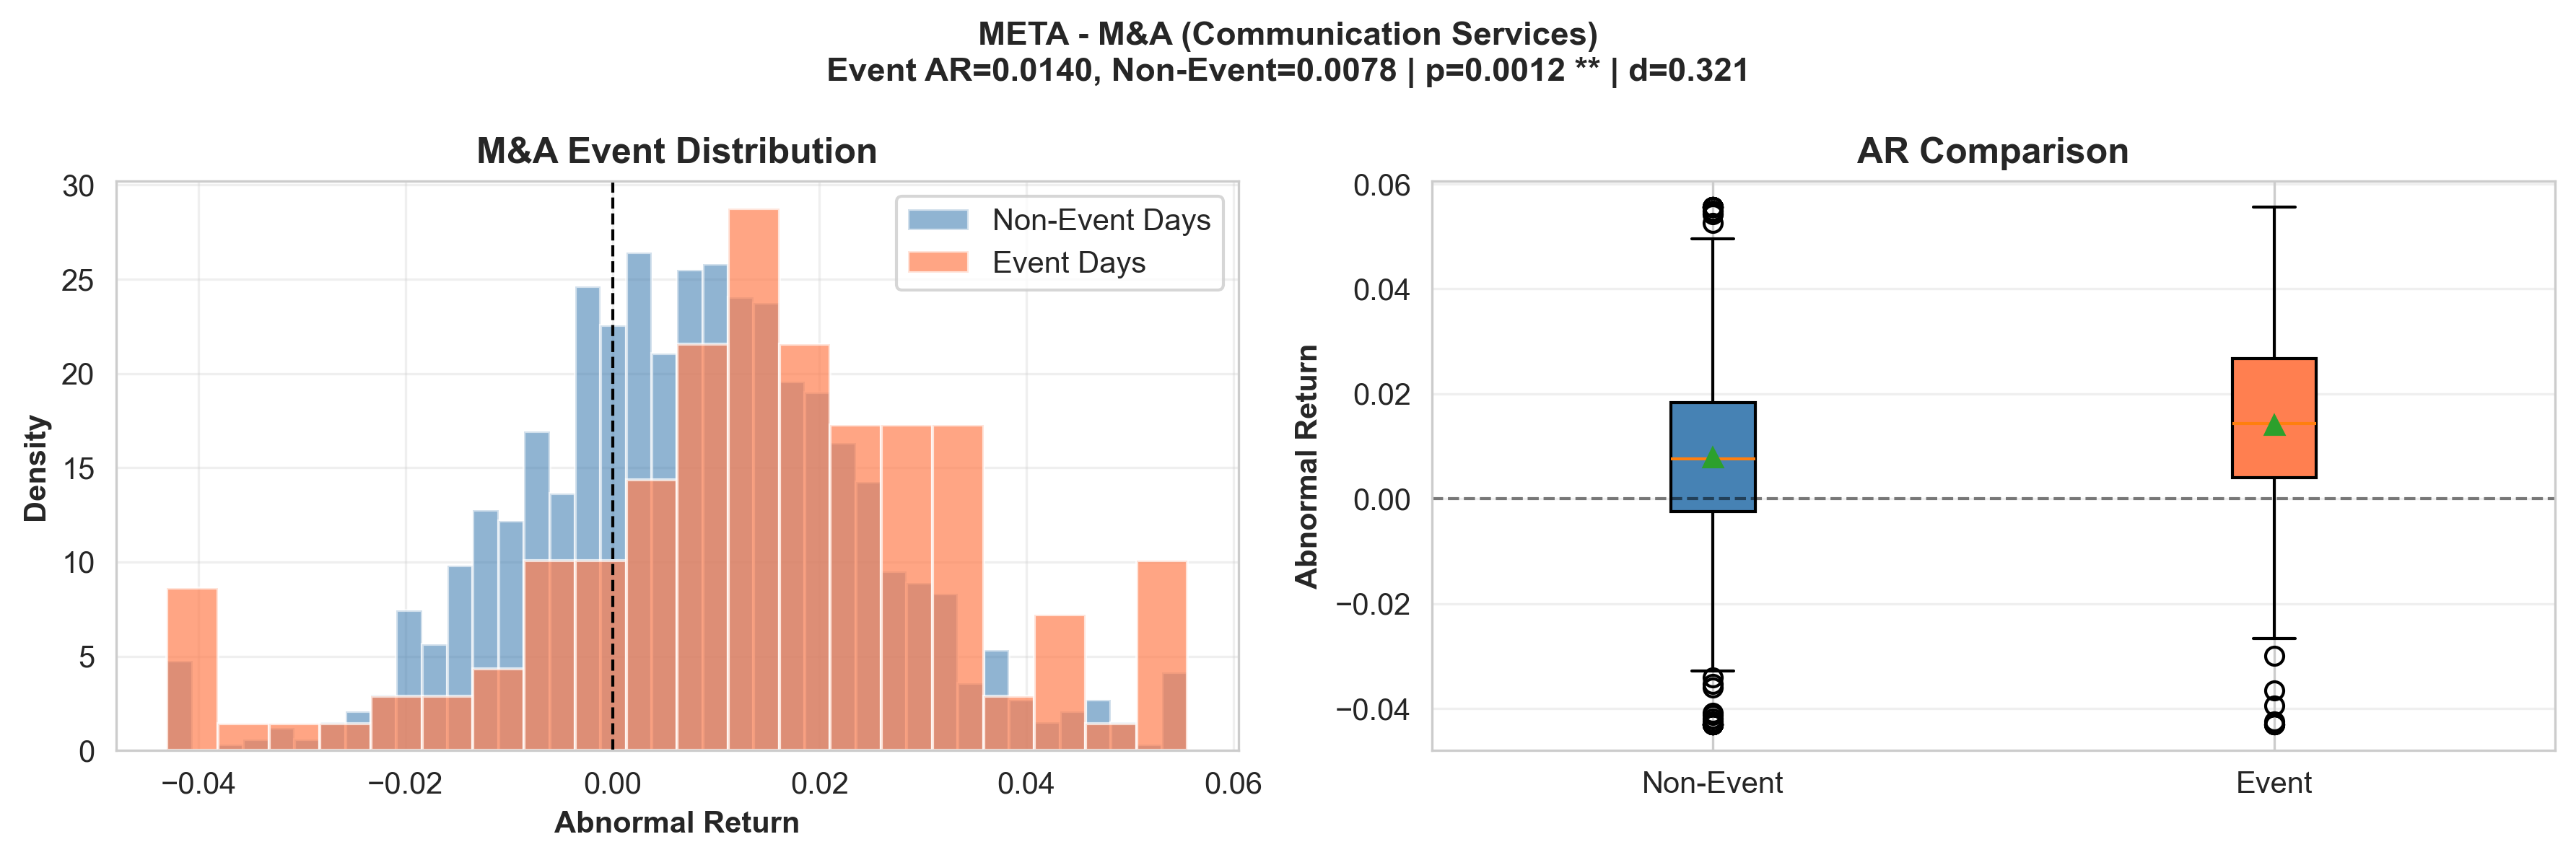 META - M&A (Communication Services)
Event AR=0.0140, Non-Event=0.0078 | p=0.0012 ** | d=0.321
M&A Event Distribution
30
25
20
15
10
5
0
Density
Non-Event Days
Event Days
−0.04
−0.02
0.00
0.02
0.04
0.06
Abnormal Return
AR Comparison
0.06
0.04
0.02
0.00
−0.02
−0.04
Abnormal Return
Non-Event
Event